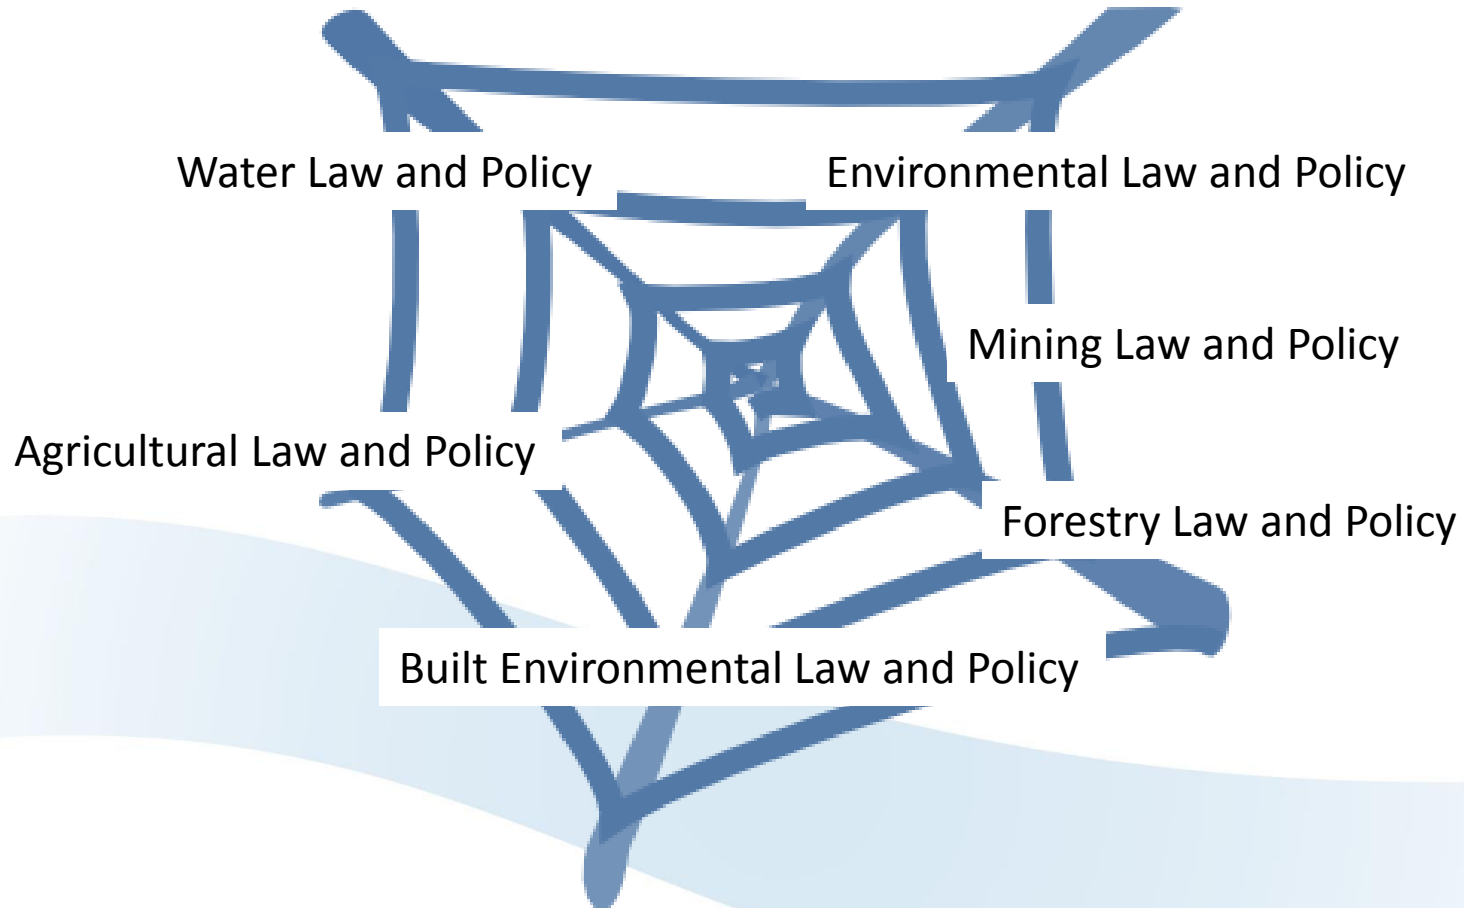 Water Law and Policy
Environmental Law and Policy
Mining Law and Policy
Agricultural Law and Policy
Forestry Law and Policy
Built Environmental Law and Policy